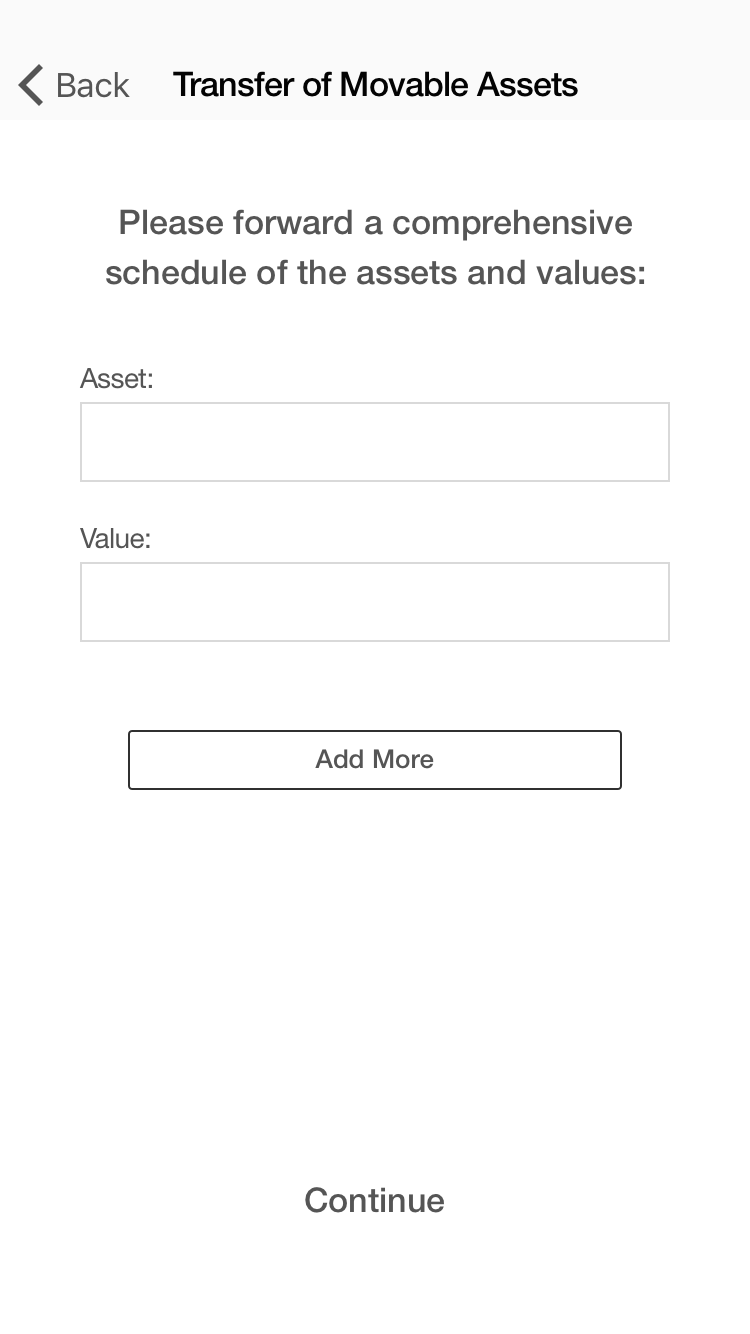 Back Transfer of Movable Assets
Please forward a comprehensive
schedule of the assets and values:
Asset:
Value:
Add More
Continue